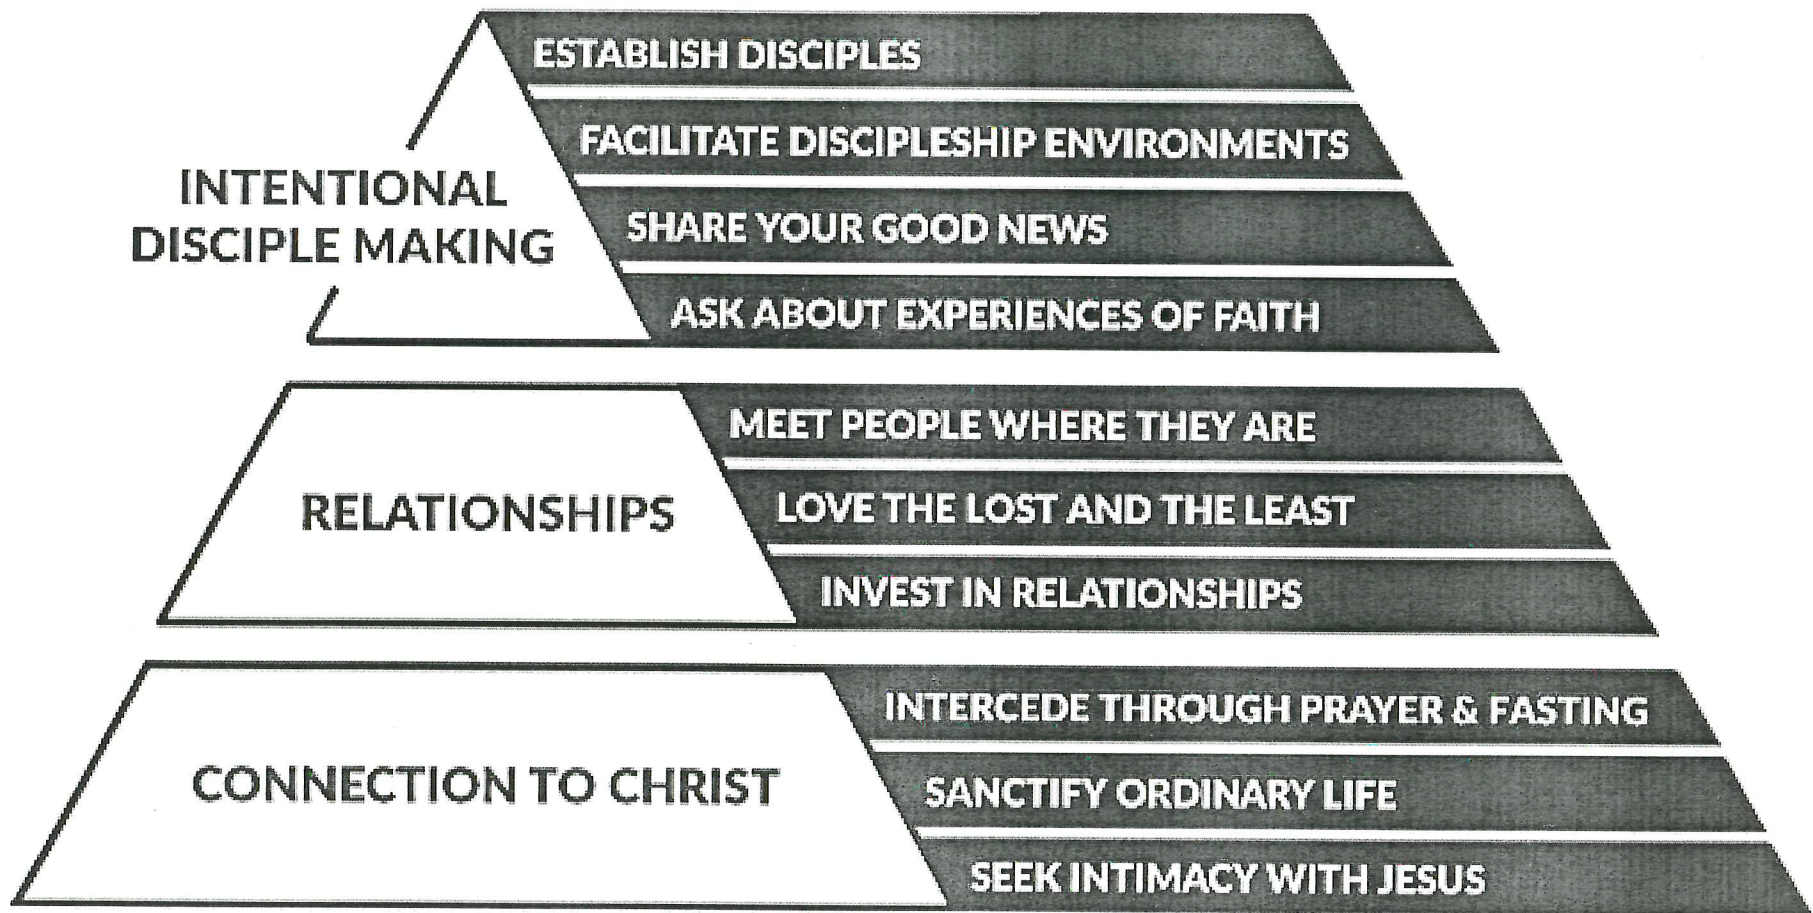 INTENTIONAL
DISCIPLE MAKING
ESTABLISH DISCIPLES
FACILITATE DISCIPLESHIP ENVIRONMENTS
SHARE YOUR GOOD NEWS
ASK ABOUT EXPERIENCES OF FAITH
RELATIONSHIPS
MEET PEOPLE WHERE THEY ARE
LOVE THE LOST AND THE LEAST
INVEST IN RELATIONSHIPS
CONNECTION TO CHRIST
INTERCEDE THROUGH PRAYER & FASTING
SANCTIFY ORDINARY LIFE
SEEK INTIMACY WITH JESUS